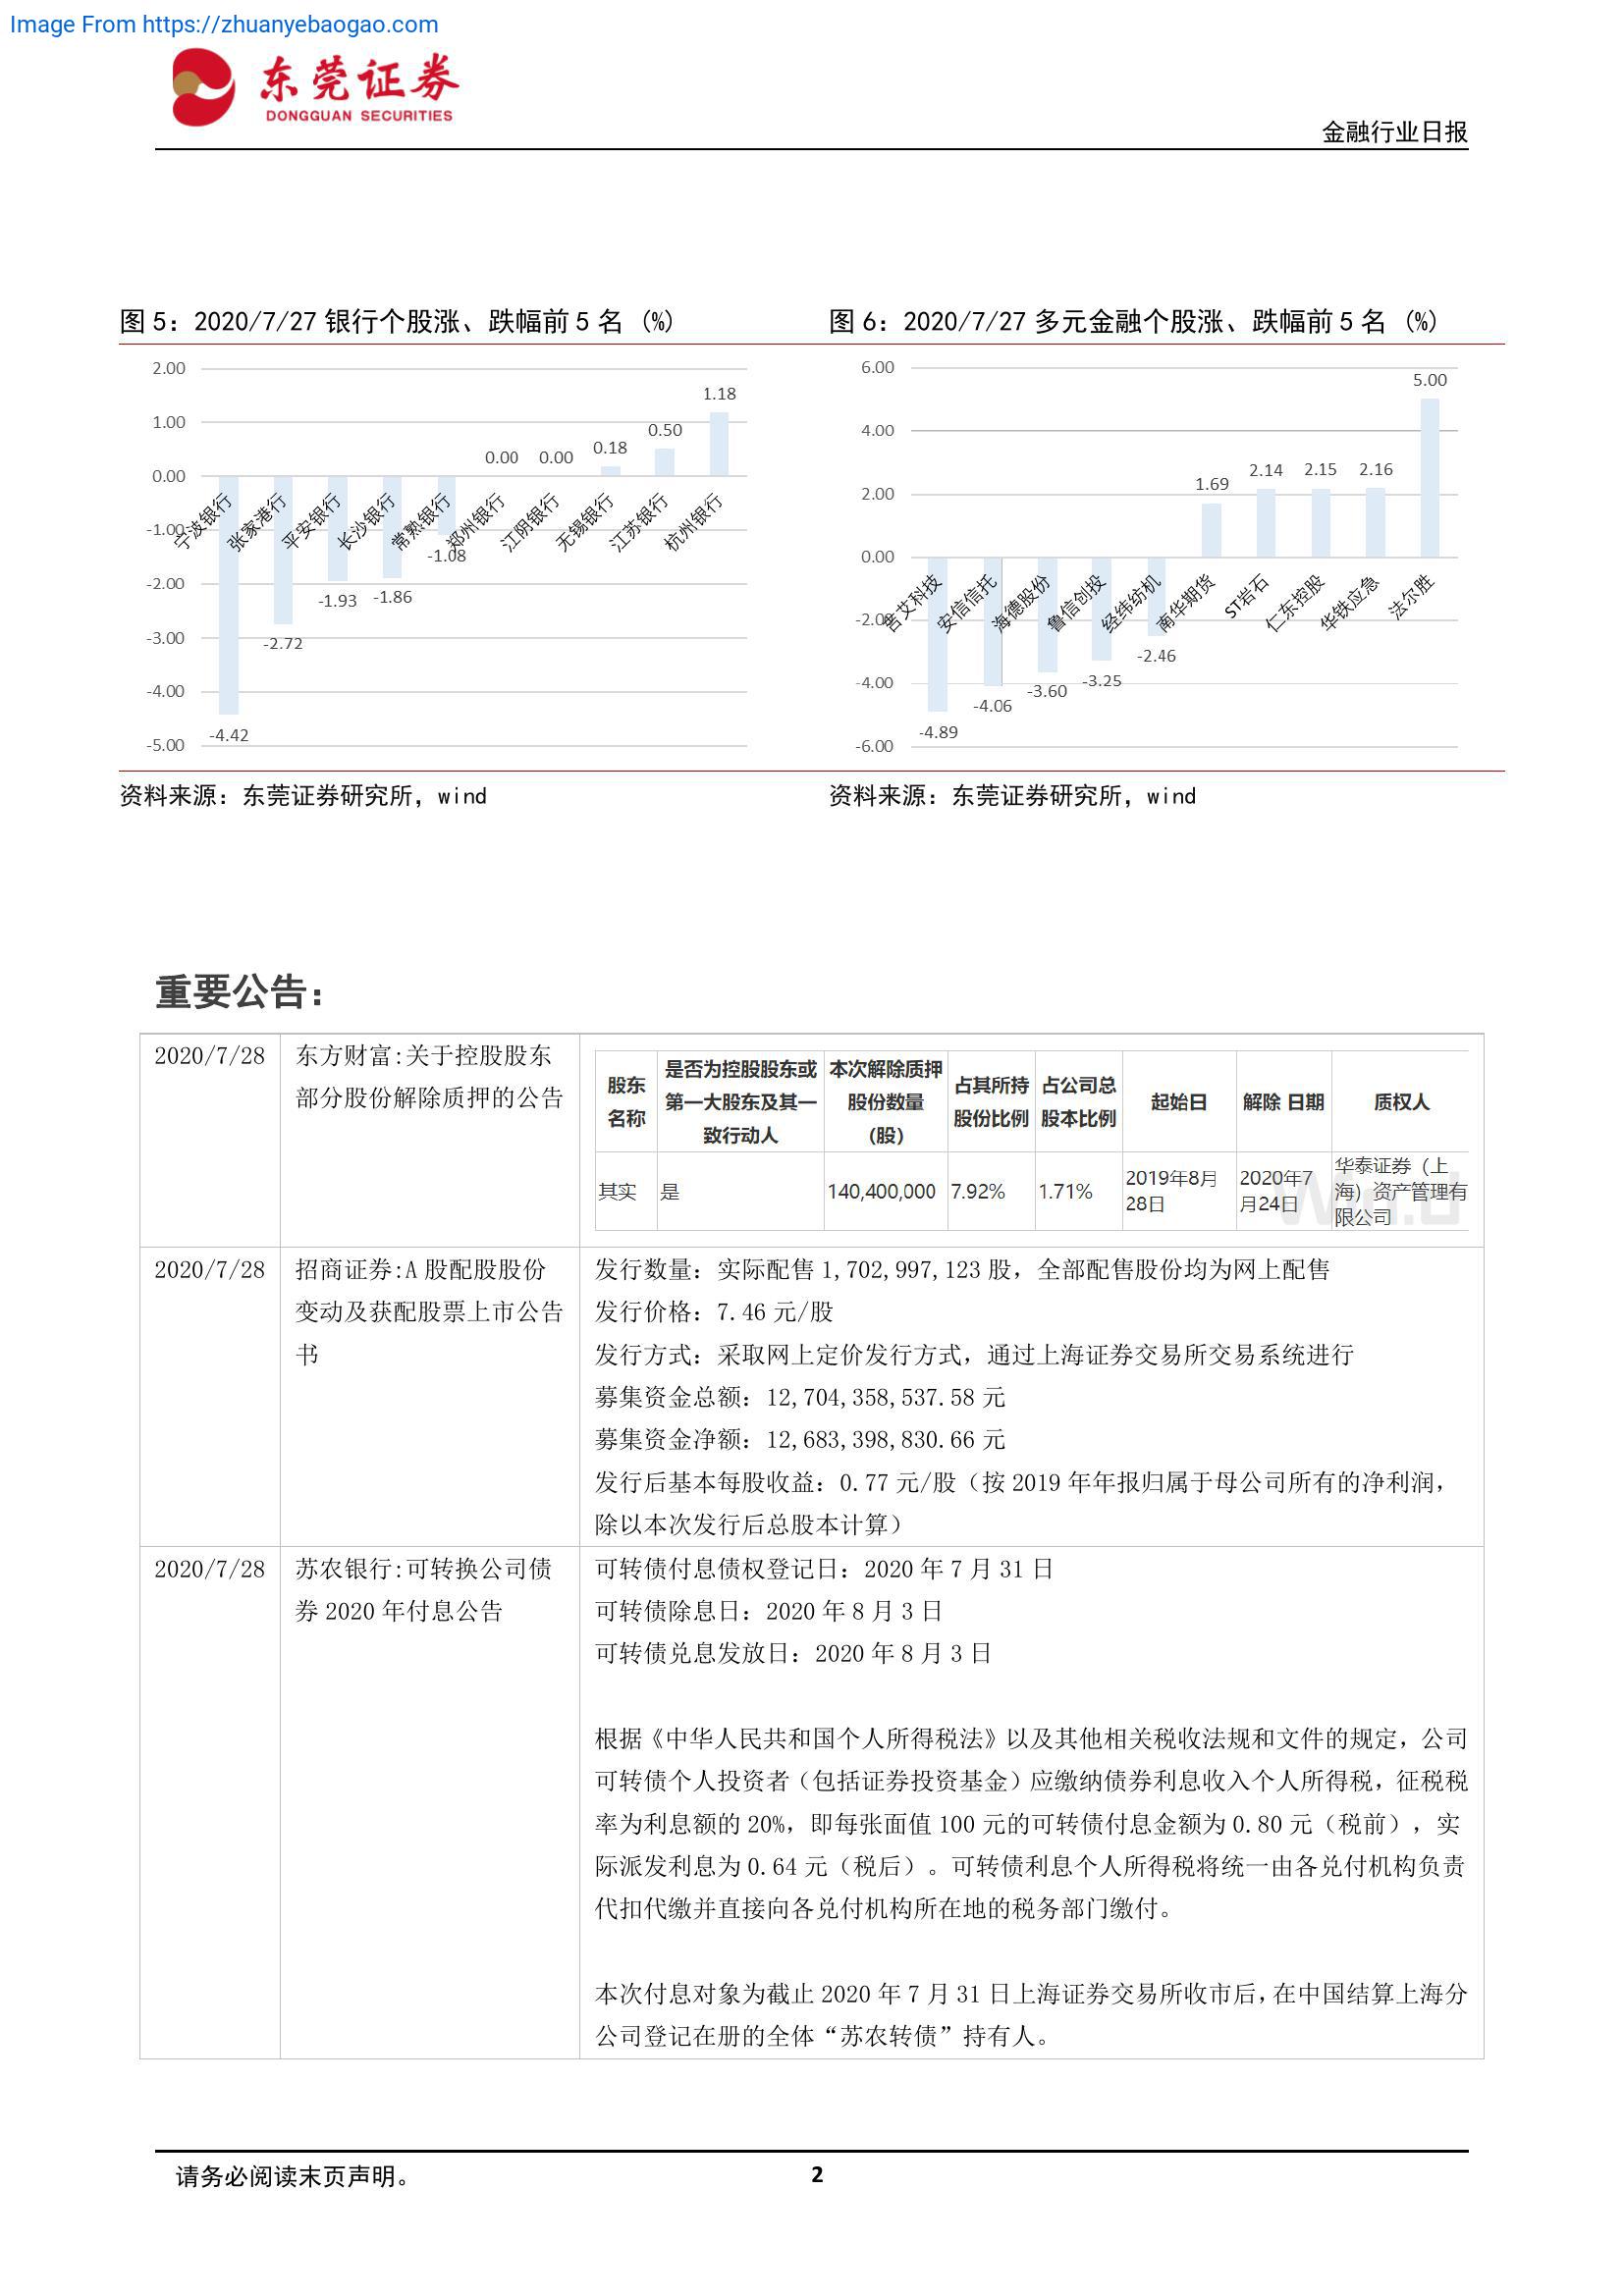 Image From https://zhuanyebaogao.com
东莞证券
DONGGUAN SECURITIES
金融行业日报
图 5：2020/7/27 银行个股涨、跌幅前 5 名 (%)
2.00
1.00
0.00
-1.00
-2.00
-3.00
-4.00
-5.00
-4.42
-2.72
-1.93
-1.86
-1.08
0.00
0.00
0.18
0.50
1.18
宁波银行
张家港行
平安银行
长沙银行
常熟银行
郑州银行
江阴银行
无锡银行
江苏银行
杭州银行
资料来源：东莞证券研究所，wind
图 6：2020/7/27 多元金融个股涨、跌幅前 5 名 (%)
6.00
4.00
2.00
0.00
-2.00
-4.00
-6.00
-4.89
-4.06
-3.60
-3.25
-2.46
1.69
2.14
2.15
2.16
5.00
吉艾科技
安信信托
海德股份
鲁信创投
经纬纺机
南华期货
ST岩石
仁东控股
华铁应急
法尔胜
资料来源：东莞证券研究所，wind
重要公告：
2020/7/28
东方财富:关于控股股东
部分股份解除质押的公告
股东
名称
是否为控股股东或
第一大股东及其一
致行动人
本次解除质押
股份数量
（股）
占其所持
股份比例
占公司总
股本比例
起始日
解除 日期
质权人
其实
是
140,400,000
7.92%
1.71%
2019年8月
28日
2020年7
月24日
华泰证券（上
海）资产管理有
限公司
Win.d
2020/7/28
招商证券:A 股配股股份
变动及获配股票上市公告
书
发行数量：实际配售 1,702,997,123 股，全部配售股份均为网上配售
发行价格：7.46 元/股
发行方式：采取网上定价发行方式，通过上海证券交易所交易系统进行
募集资金总额：12,704,358,537.58 元
募集资金净额：12,683,398,830.66 元
发行后基本每股收益：0.77 元/股（按 2019 年年报归属于母公司所有的净利润，
除以本次发行后总股本计算）
2020/7/28
苏农银行:可转换公司债
券 2020 年付息公告
可转债付息债权登记日：2020 年 7 月 31 日
可转债除息日：2020 年 8 月 3 日
可转债兑息发放日：2020 年 8 月 3 日
根据《中华人民共和国个人所得税法》以及其他相关税收法规和文件的规定，公司
可转债个人投资者（包括证券投资基金）应缴纳债券利息收入个人所得税，征税税
率为利息额的 20%，即每张面值 100 元的可转债付息金额为 0.80 元（税前），实
际派发利息为 0.64 元（税后）。可转债利息个人所得税将统一由各兑付机构负责
代扣代缴并直接向各兑付机构所在地的税务部门缴付。
本次付息对象为截止 2020 年 7 月 31 日上海证券交易所收市后，在中国结算上海分
公司登记在册的全体“苏农转债”持有人。
请务必阅读末页声明。
2